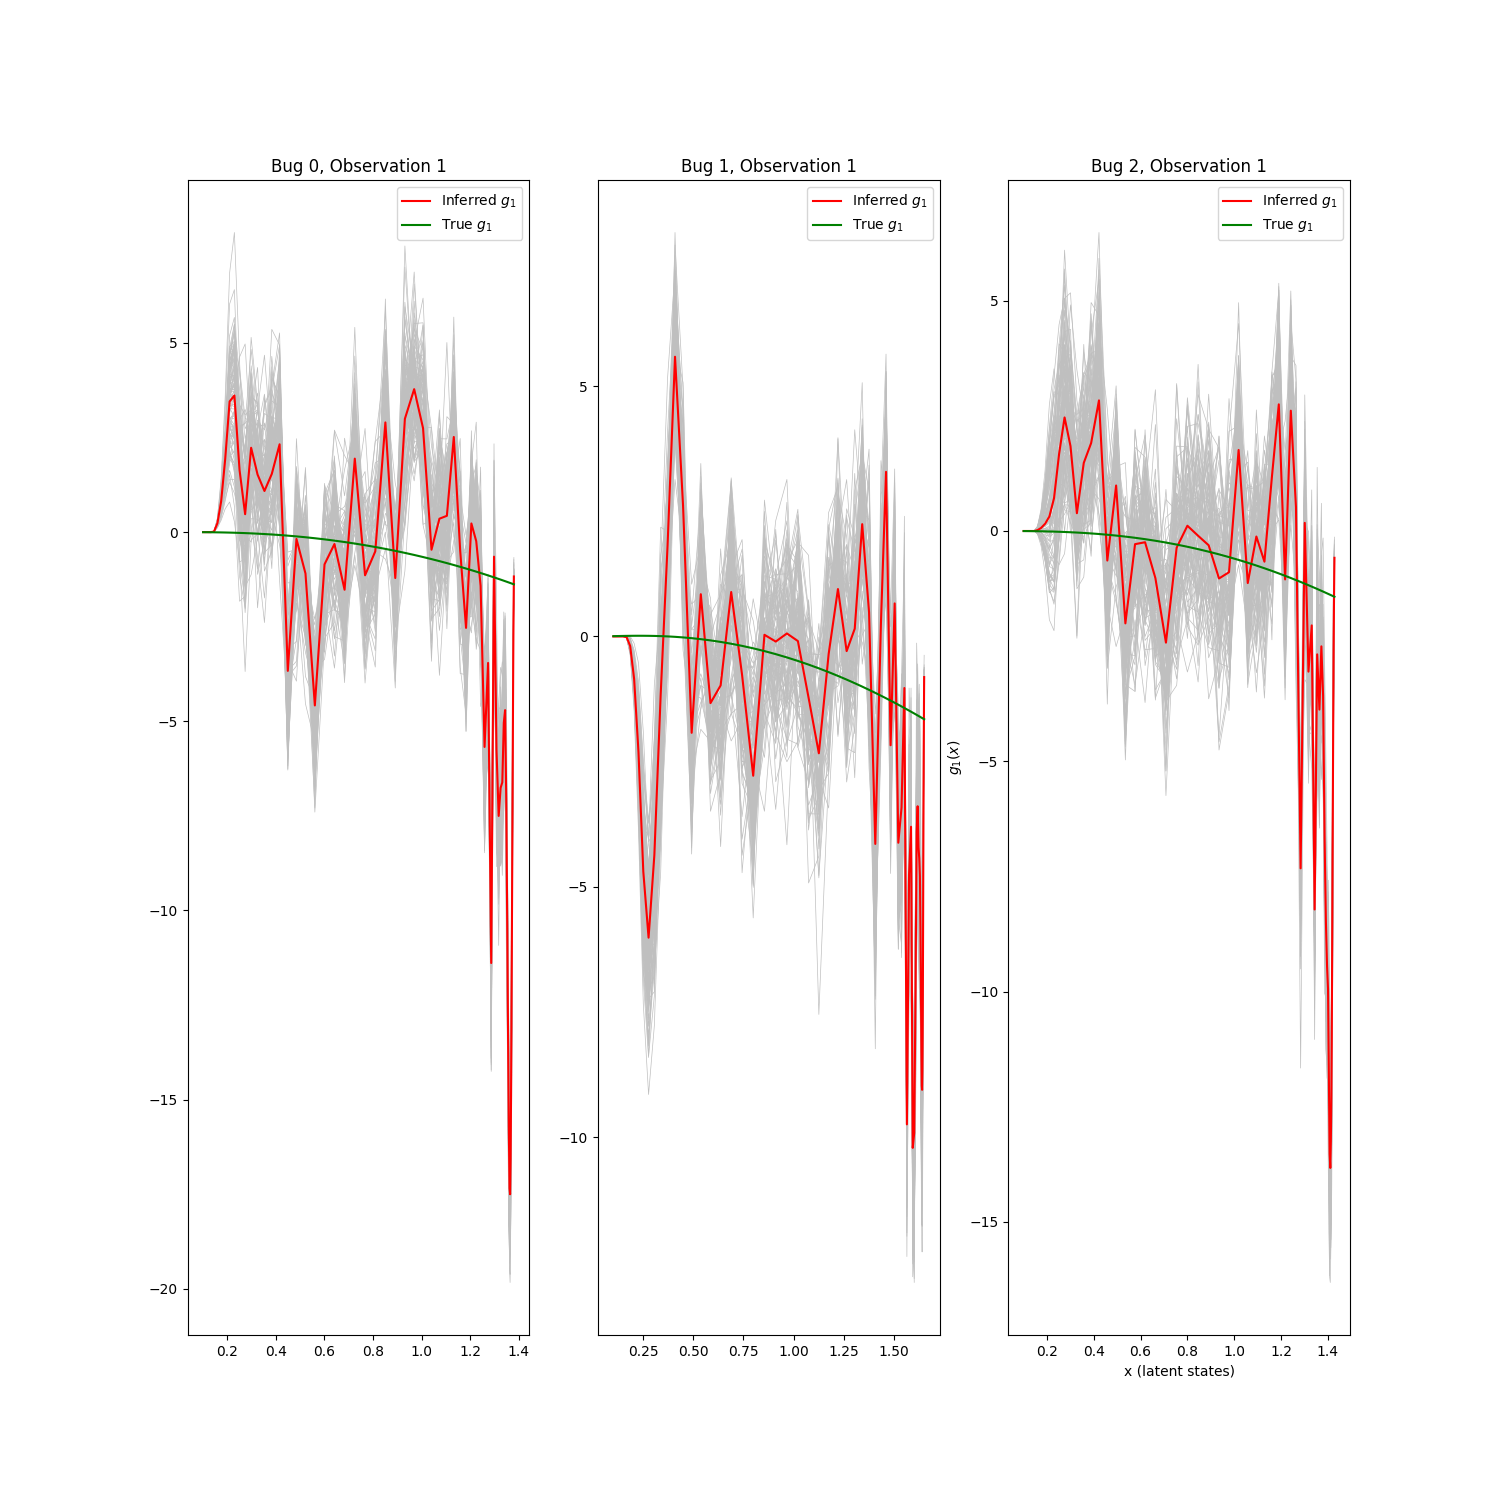 Bug 0, Observation 1
Inferred g₁
True g₁
5
0
−5
−10
−15
−20
0.2 0.4 0.6 0.8 1.0 1.2 1.4
Bug 1, Observation 1
Inferred g₁
True g₁
5
0
−5
−10
0.25 0.50 0.75 1.00 1.25 1.50
Bug 2, Observation 1
Inferred g₁
True g₁
g₁(x)
5
0
−5
−10
−15
0.2 0.4 0.6 0.8 1.0 1.2 1.4
x (latent states)